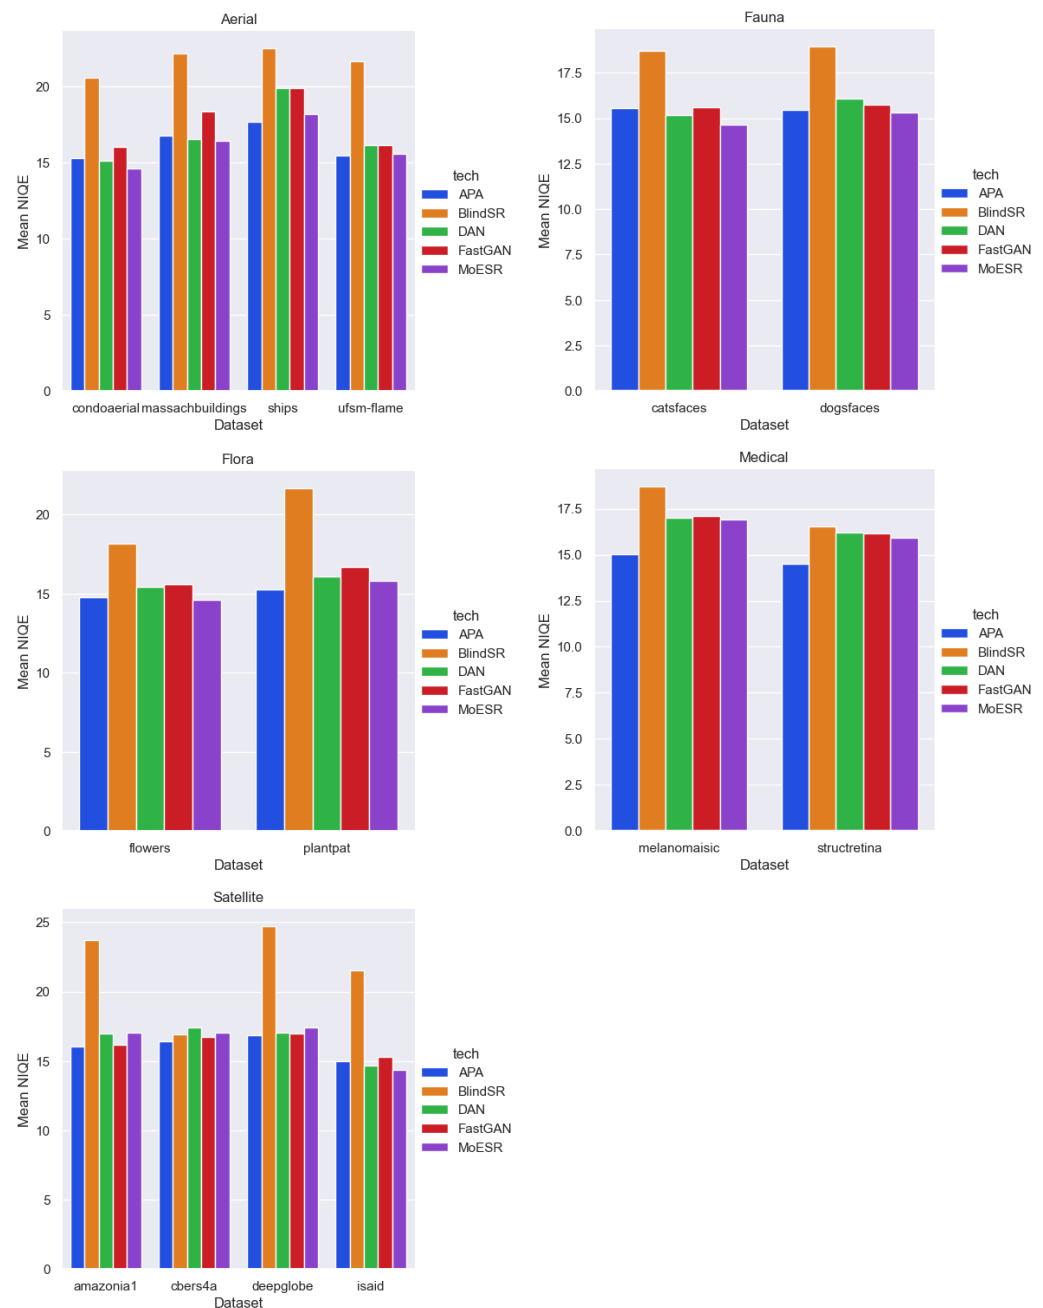 Aerial
Mean NIQE
20
15
10
5
0
condoaerial massachbuildings ships ufsm-flame
Dataset
tech
APA
BlindSR
DAN
FastGAN
MoESR
Fauna
Mean NIQE
17.5
15.0
12.5
10.0
7.5
5.0
2.5
0.0
catsfaces dogsfaces
Dataset
tech
APA
BlindSR
DAN
FastGAN
MoESR
Flora
Mean NIQE
20
15
10
5
0
flowers plantpat
Dataset
tech
APA
BlindSR
DAN
FastGAN
MoESR
Medical
Mean NIQE
17.5
15.0
12.5
10.0
7.5
5.0
2.5
0.0
melanomaisic structretina
Dataset
tech
APA
BlindSR
DAN
FastGAN
MoESR
Satellite
Mean NIQE
25
20
15
10
5
0
amazonia1 cbers4a deepglobe isaid
Dataset
tech
APA
BlindSR
DAN
FastGAN
MoESR